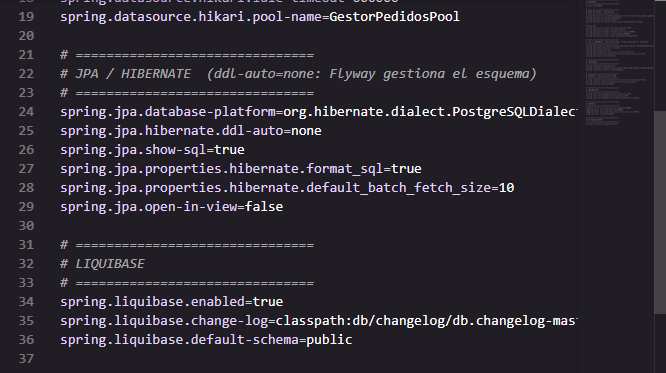 19 spring.datasource.hikari.pool-name=GestorPedidosPool
20
21 # ===============================
22 # JPA / HIBERNATE  (ddl-auto=none: Flyway gestiona el esquema)
23 # ===============================
24 spring.jpa.database-platform=org.hibernate.dialect.PostgreSQLDialect
25 spring.jpa.hibernate.ddl-auto=none
26 spring.jpa.show-sql=true
27 spring.jpa.properties.hibernate.format_sql=true
28 spring.jpa.properties.hibernate.default_batch_fetch_size=10
29 spring.jpa.open-in-view=false
30
31 # ===============================
32 # LIQUIBASE
33 # ===============================
34 spring.liquibase.enabled=true
35 spring.liquibase.change-log=classpath:db/changelog/db.changelog-mas
36 spring.liquibase.default-schema=public
37